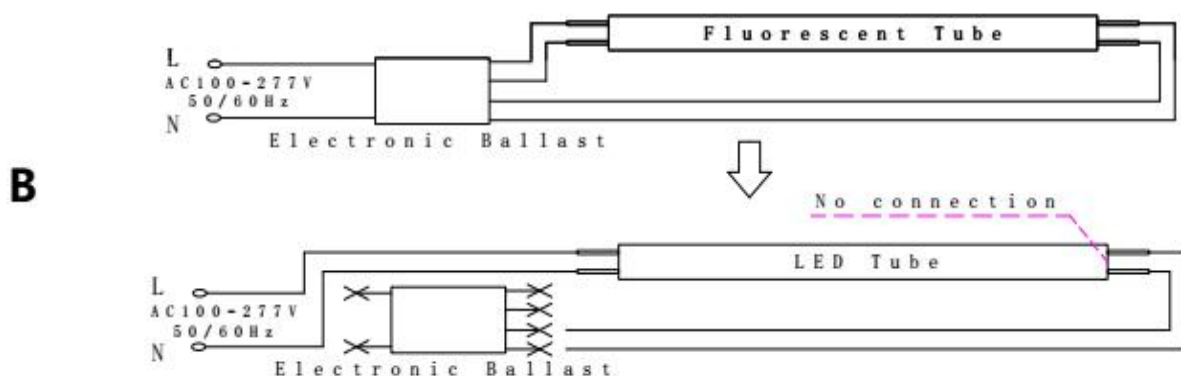 Fluorescent Tube
L
AC100-277V
50/60Hz
N
Electronic Ballast
B
No connection
LED Tube
L
AC100-277V
50/60Hz
N
Electronic Ballast